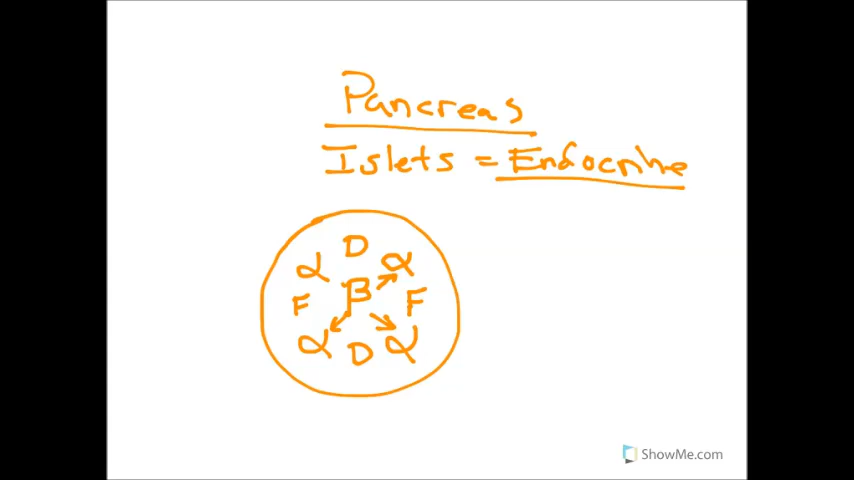 Pancreas
Islets = Endocrine
D
α α
F β F
α D α
ShowMe.com